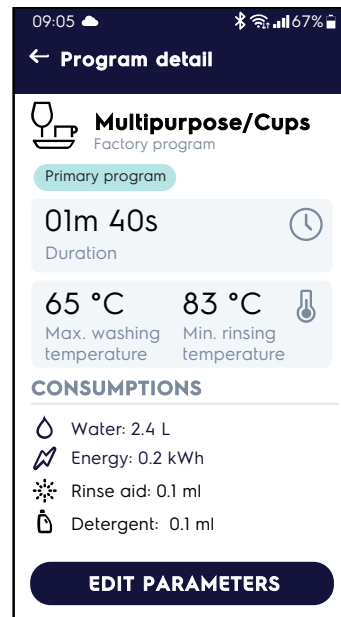 09:05 67%
← Program detail
Multipurpose/Cups
Factory program
Primary program
01m 40s
Duration
65 °C 83 °C
Max. washing Min. rinsing
temperature temperature
CONSUMPTIONS
Water: 2.4 L
Energy: 0.2 kWh
Rinse aid: 0.1 ml
Detergent: 0.1 ml
EDIT PARAMETERS